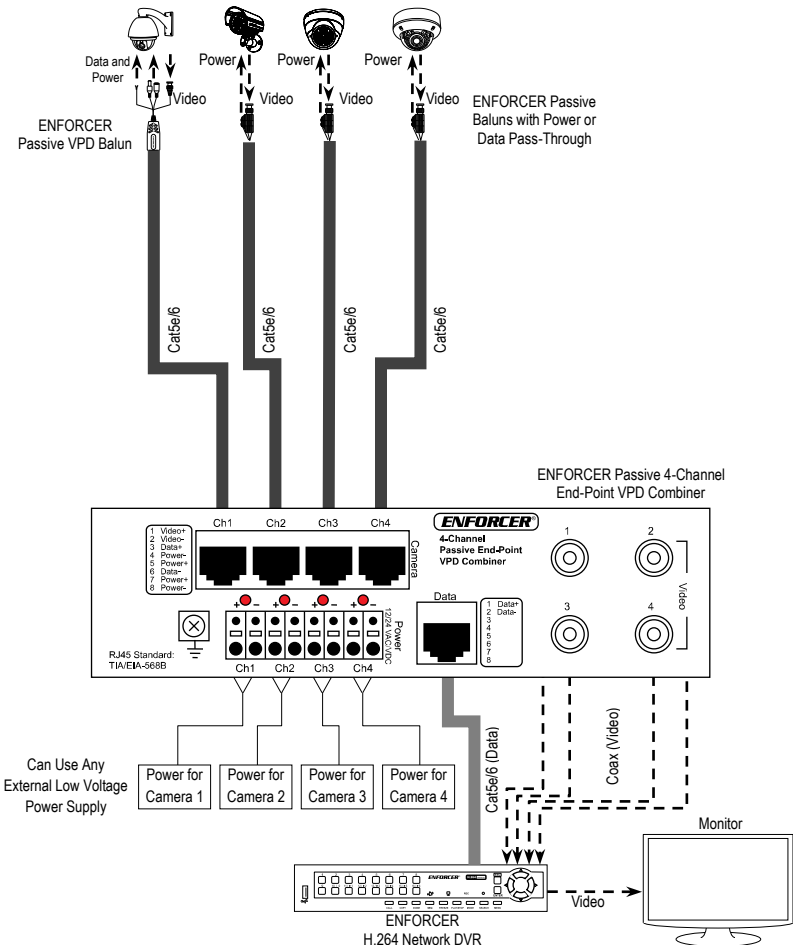 Data and
Power
Video
Power
Video
Power
Video
Power
Video
ENFORCER
Passive VPD Balun
ENFORCER Passive
Baluns with Power or
Data Pass-Through
Cat5e/6
Cat5e/6
Cat5e/6
Cat5e/6
ENFORCER Passive 4-Channel
End-Point VPD Combiner
1 Video+
2 Video-
3 Data+
4 Power-
5 Power+
6 Data-
7 Power+
8 Power-
Ch1
Ch2
Ch3
Ch4
Camera
ENFORCER®
4-Channel
Passive End-Point
VPD Combiner
1
2
3
4
Video
+ -
+ -
+ -
+ -
Power
12/24 VAC/VDC
Data
1 Data+
2 Data-
3
4
5
6
7
8
RJ45 Standard:
TIA/EIA-568B
Ch1
Ch2
Ch3
Ch4
Can Use Any
External Low Voltage
Power Supply
Power for
Camera 1
Power for
Camera 2
Power for
Camera 3
Power for
Camera 4
Cat5e/6 (Data)
Coax (Video)
ENFORCER
ENFORCER
H.264 Network DVR
Video
Monitor